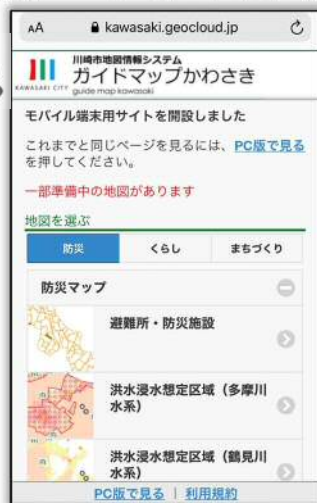 AA kawasaki.geocloud.jp
川崎市地図情報システム
ガイドマップかわさき
KAWASAKI CITY guide map kawasaki
モバイル端末用サイトを開設しました
これまでと同じページを見るには、PC版で見る
を押してください。
一部準備中の地図があります
地図を選ぶ
防災 くらし まちづくり
防災マップ
避難所・防災施設
洪水浸水想定区域（多摩川
水系）
洪水浸水想定区域（鶴見川
水系）
PC版で見る | 利用規約